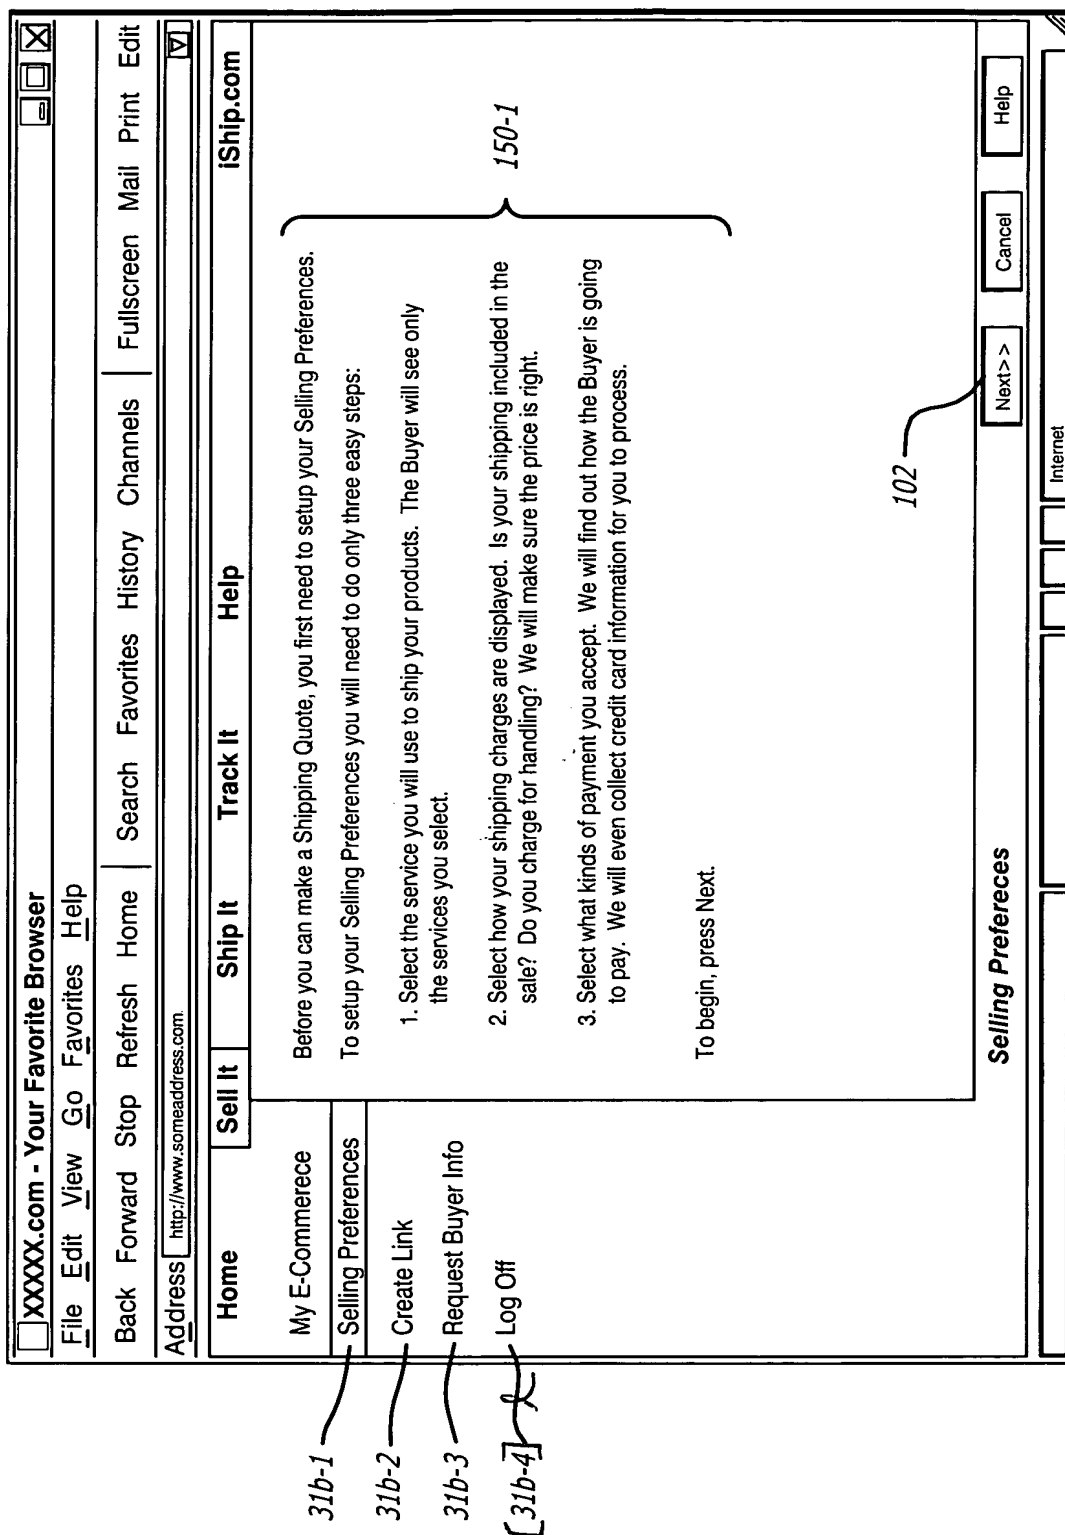 XXXXX.com - Your Favorite Browser
File Edit View Go Favorites Help
Back Forward Stop Refresh Home Search Favorites History Channels Fullscreen Mail Print Edit
Address http://www.someaddress.com.
Home Sell It Ship It Track It Help iShip.com
My E-Commerece
Selling Preferences
Create Link
Request Buyer Info
Log Off
31b-1
31b-2
31b-3
[31b-4]
Before you can make a Shipping Quote, you first need to setup your Selling Preferences.
To setup your Selling Preferences you will need to do only three easy steps:
1. Select the service you will use to ship your products. The Buyer will see only
the services you select.
2. Select how your shipping charges are displayed. Is your shipping included in the
sale? Do you charge for handling? We will make sure the price is right.
3. Select what kinds of payment you accept. We will find out how the Buyer is going
to pay. We will even collect credit card information for you to process.
To begin, press Next.
150-1
102
Selling Prefereces
Next>> Cancel Help
Internet